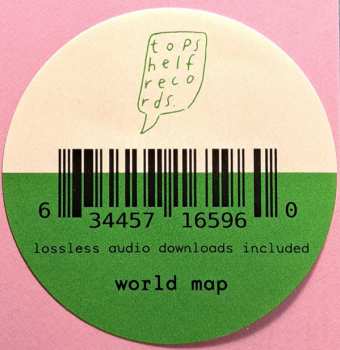 tops
helf
reco
rds.
6 34457 16596 0
lossless audio downloads included
world map